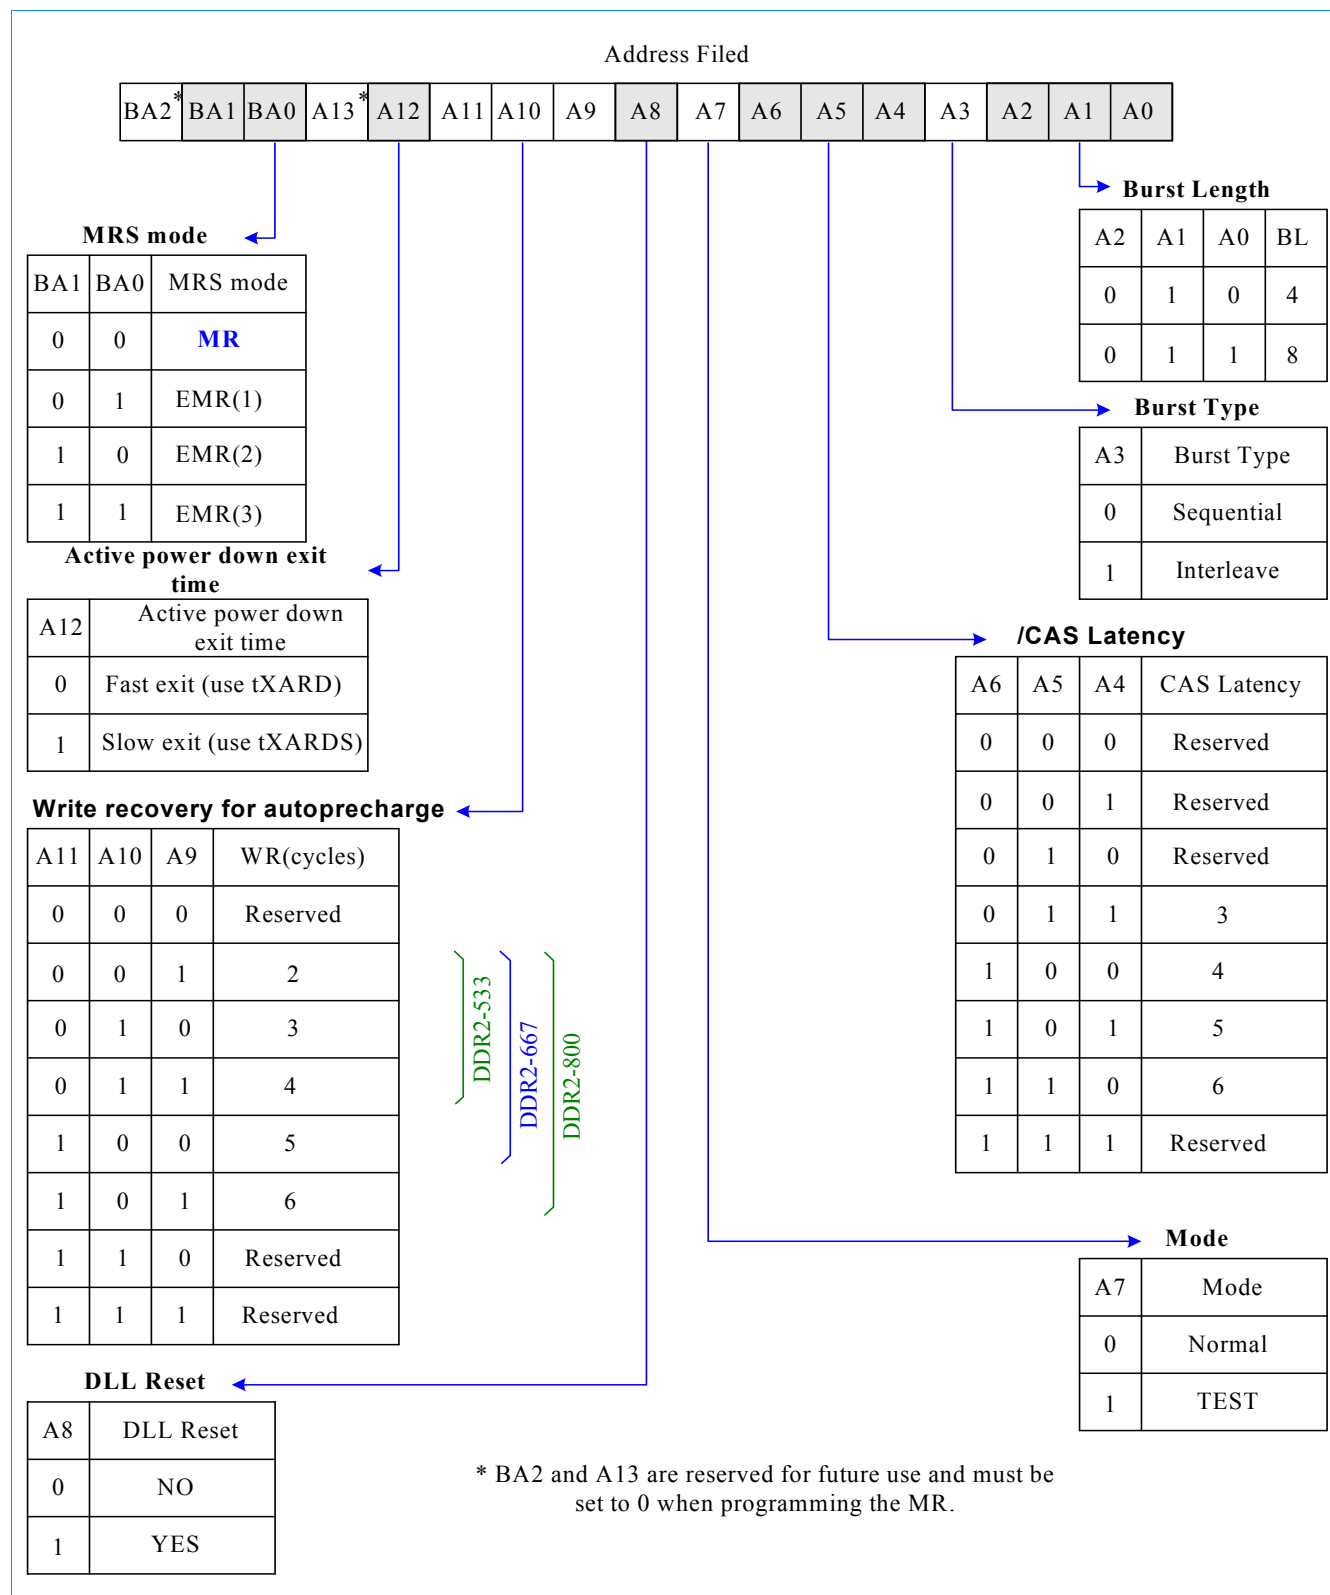 Address Filed
BA2* BA1 BA0 A13* A12 A11 A10 A9 A8 A7 A6 A5 A4 A3 A2 A1 A0
MRS mode
BA1 BA0 MRS mode
0 0 MR
0 1 EMR(1)
1 0 EMR(2)
1 1 EMR(3)
Active power down exit
time
A12 Active power down
exit time
0 Fast exit (use tXARD)
1 Slow exit (use tXARDS)
Write recovery for autoprecharge
A11 A10 A9 WR(cycles)
0 0 0 Reserved
0 0 1 2
0 1 0 3
0 1 1 4
1 0 0 5
1 0 1 6
1 1 0 Reserved
1 1 1 Reserved
DDR2-533
DDR2-667
DDR2-800
DLL Reset
A8 DLL Reset
0 NO
1 YES
Burst Length
A2 A1 A0 BL
0 1 0 4
0 1 1 8
Burst Type
A3 Burst Type
0 Sequential
1 Interleave
/CAS Latency
A6 A5 A4 CAS Latency
0 0 0 Reserved
0 0 1 Reserved
0 1 0 Reserved
0 1 1 3
1 0 0 4
1 0 1 5
1 1 0 6
1 1 1 Reserved
Mode
A7 Mode
0 Normal
1 TEST
* BA2 and A13 are reserved for future use and must be
set to 0 when programming the MR.